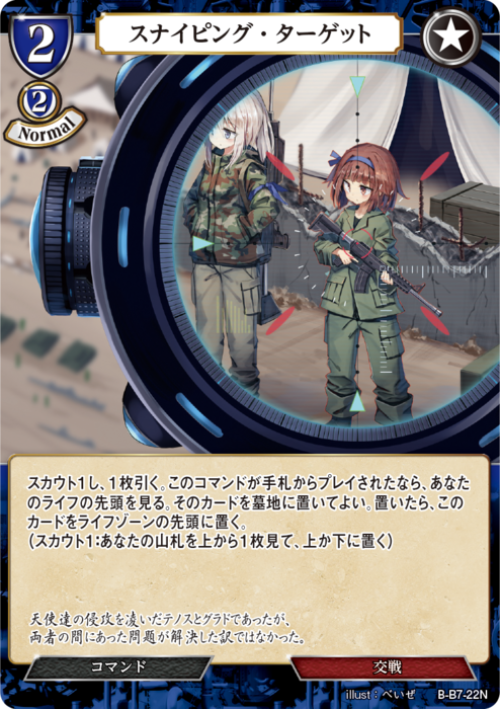 2
スナイピング・ターゲット
2
Normal
スカウト1し、1枚引く。このコマンドが手札からプレイされたなら、あなた
のライフの先頭を見る。そのカードを墓地に置いてよい。置いたら、この
カードをライフゾーンの先頭に置く。
(スカウト1:あなたの山札を上から1枚見て、上か下に置く)
天使達の侵攻を凌いだテノスとグラドであったが、
両者の間にあった問題が解決した訳ではなかった。
コマンド
交戦
illust:べいぜ B-B7-22N